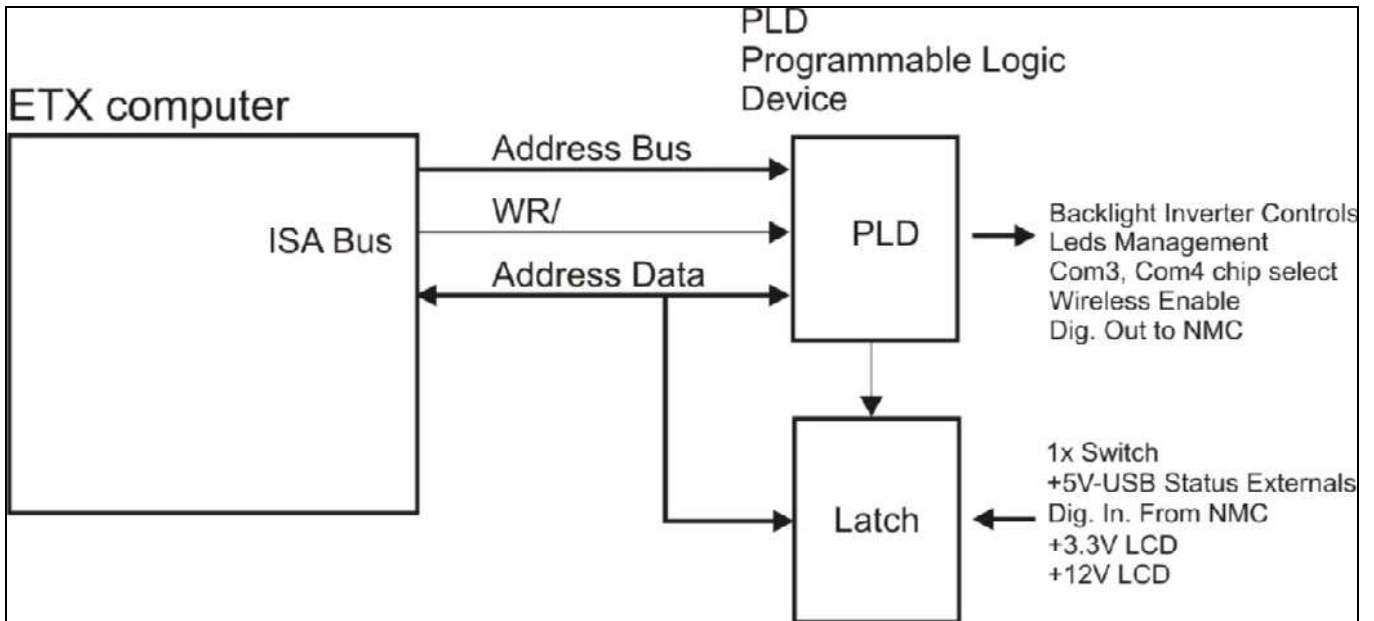 PLD
Programmable Logic
Device
ETX computer
Address Bus
WR/
ISA Bus
Address Data
PLD
Backlight Inverter Controls
Leds Management
Com3, Com4 chip select
Wireless Enable
Dig. Out to NMC
Latch
1x Switch
+5V-USB Status Externals
Dig. In. From NMC
+3.3V LCD
+12V LCD